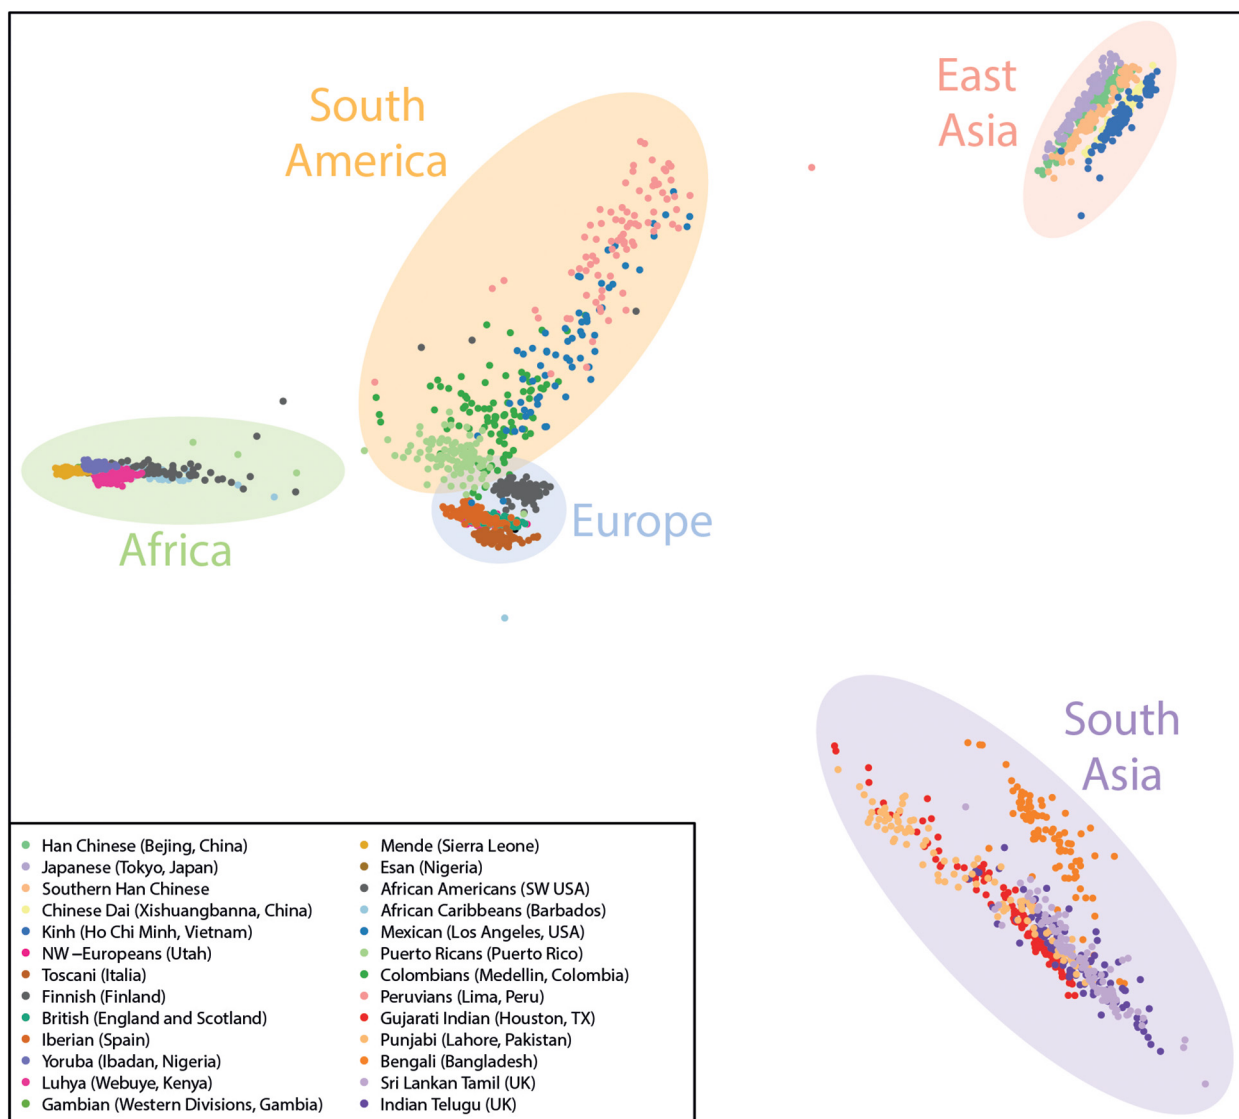 South
America
East
Asia
Africa
Europe
South
Asia
Han Chinese (Bejing, China)
Japanese (Tokyo, Japan)
Southern Han Chinese
Chinese Dai (Xishuangbanna, China)
Kinh (Ho Chi Minh, Vietnam)
NW –Europeans (Utah)
Toscani (Italia)
Finnish (Finland)
British (England and Scotland)
Iberian (Spain)
Yoruba (Ibadan, Nigeria)
Luhya (Webuye, Kenya)
Gambian (Western Divisions, Gambia)
Mende (Sierra Leone)
Esan (Nigeria)
African Americans (SW USA)
African Caribbeans (Barbados)
Mexican (Los Angeles, USA)
Puerto Ricans (Puerto Rico)
Colombians (Medellin, Colombia)
Peruvians (Lima, Peru)
Gujarati Indian (Houston, TX)
Punjabi (Lahore, Pakistan)
Bengali (Bangladesh)
Sri Lankan Tamil (UK)
Indian Telugu (UK)